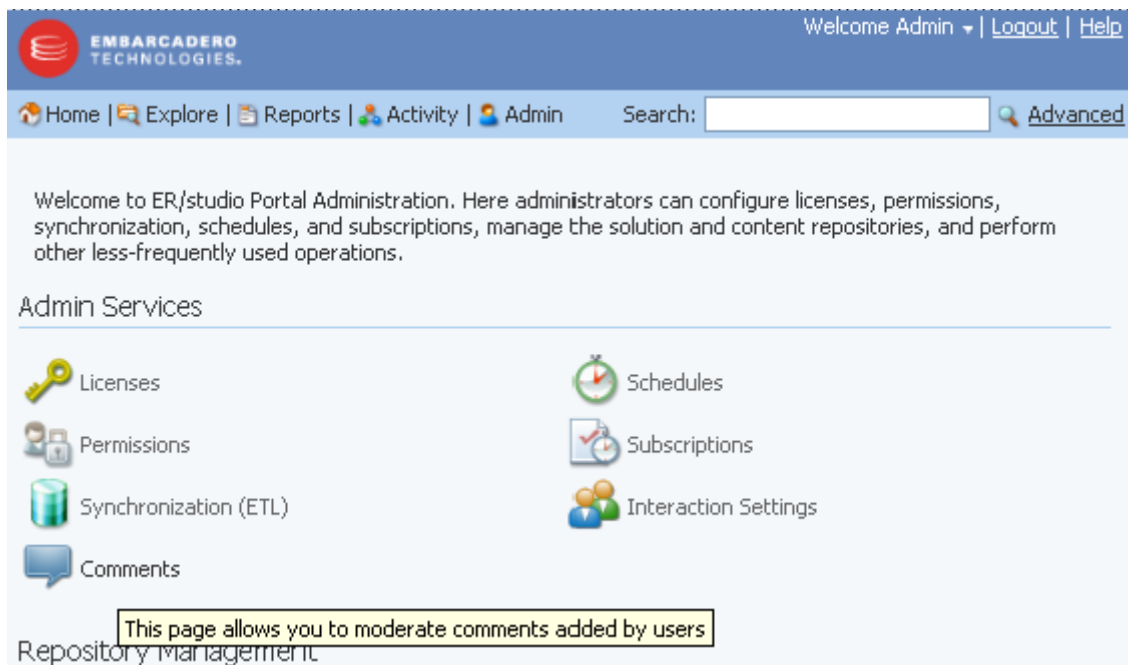 Welcome Admin | Logout | Help
EMBARCADERO
TECHNOLOGIES.
Home | Explore | Reports | Activity | Admin Search: Advanced
Welcome to ER/studio Portal Administration. Here administrators can configure licenses, permissions,
synchronization, schedules, and subscriptions, manage the solution and content repositories, and perform
other less-frequently used operations.
Admin Services
Licenses
Schedules
Permissions
Subscriptions
Synchronization (ETL)
Interaction Settings
Comments
This page allows you to moderate comments added by users
Repository Management